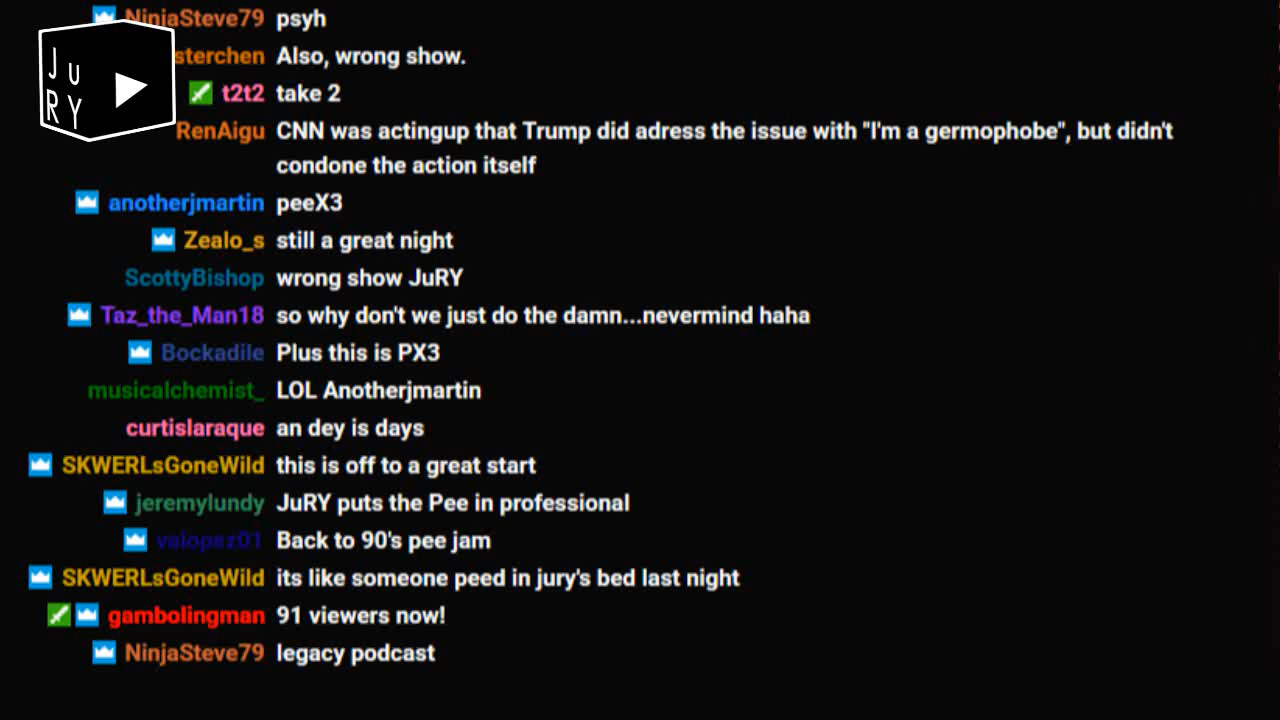 NinjaSteve79 psyh
JURY
sterchen Also, wrong show.
t2t2 take 2
RenAigu CNN was actingup that Trump did adress the issue with "I'm a germophobe", but didn't
condone the action itself
anotherjmartin peeX3
Zealo_s still a great night
ScottyBishop wrong show JuRY
Taz_the_Man18 so why don't we just do the damn...nevermind haha
Bockadile Plus this is PX3
musicalchemist_ LOL Anotherjmartin
curtislaraque an dey is days
SKWERLsGoneWild this is off to a great start
jeremylundy JuRY puts the Pee in professional
valopez01 Back to 90's pee jam
SKWERLsGoneWild its like someone peed in jury's bed last night
gambolingman 91 viewers now!
NinjaSteve79 legacy podcast